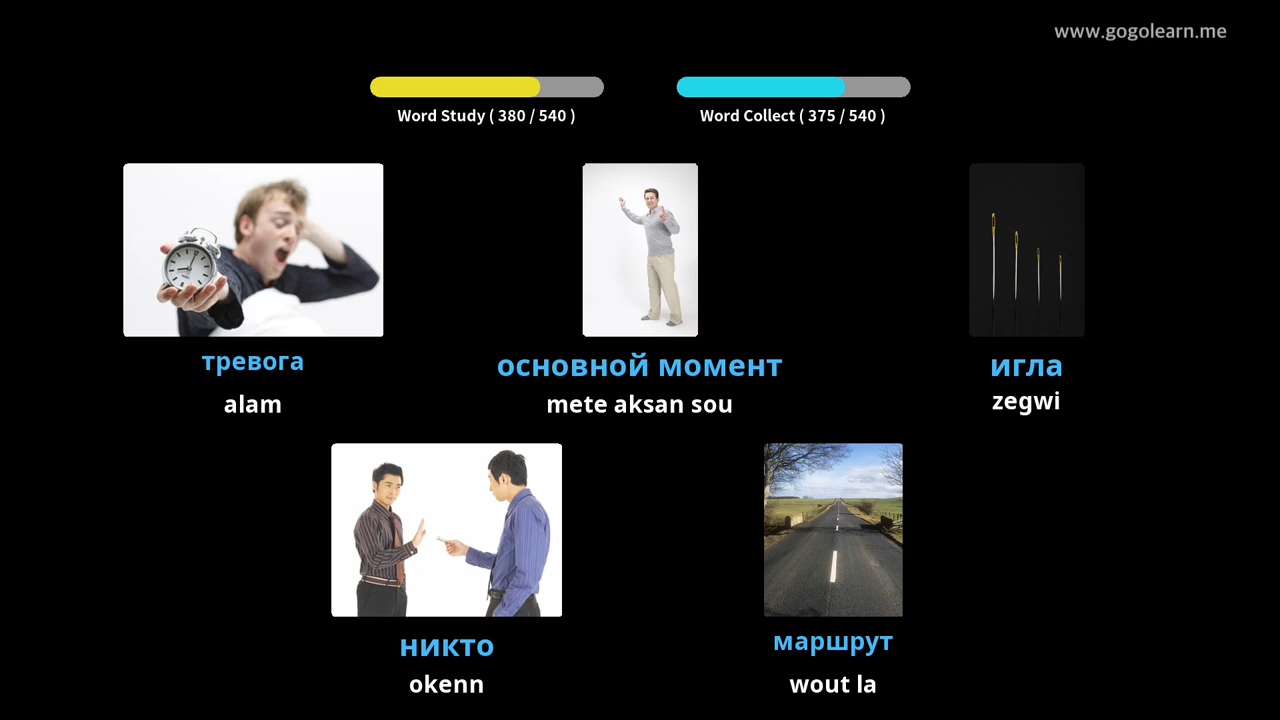 www.gogolearn.me
Word Study ( 380 / 540 )
Word Collect ( 375 / 540 )
тревога
alam
основной момент
mete aksan sou
игла
zegwi
никто
okenn
маршрут
wout la